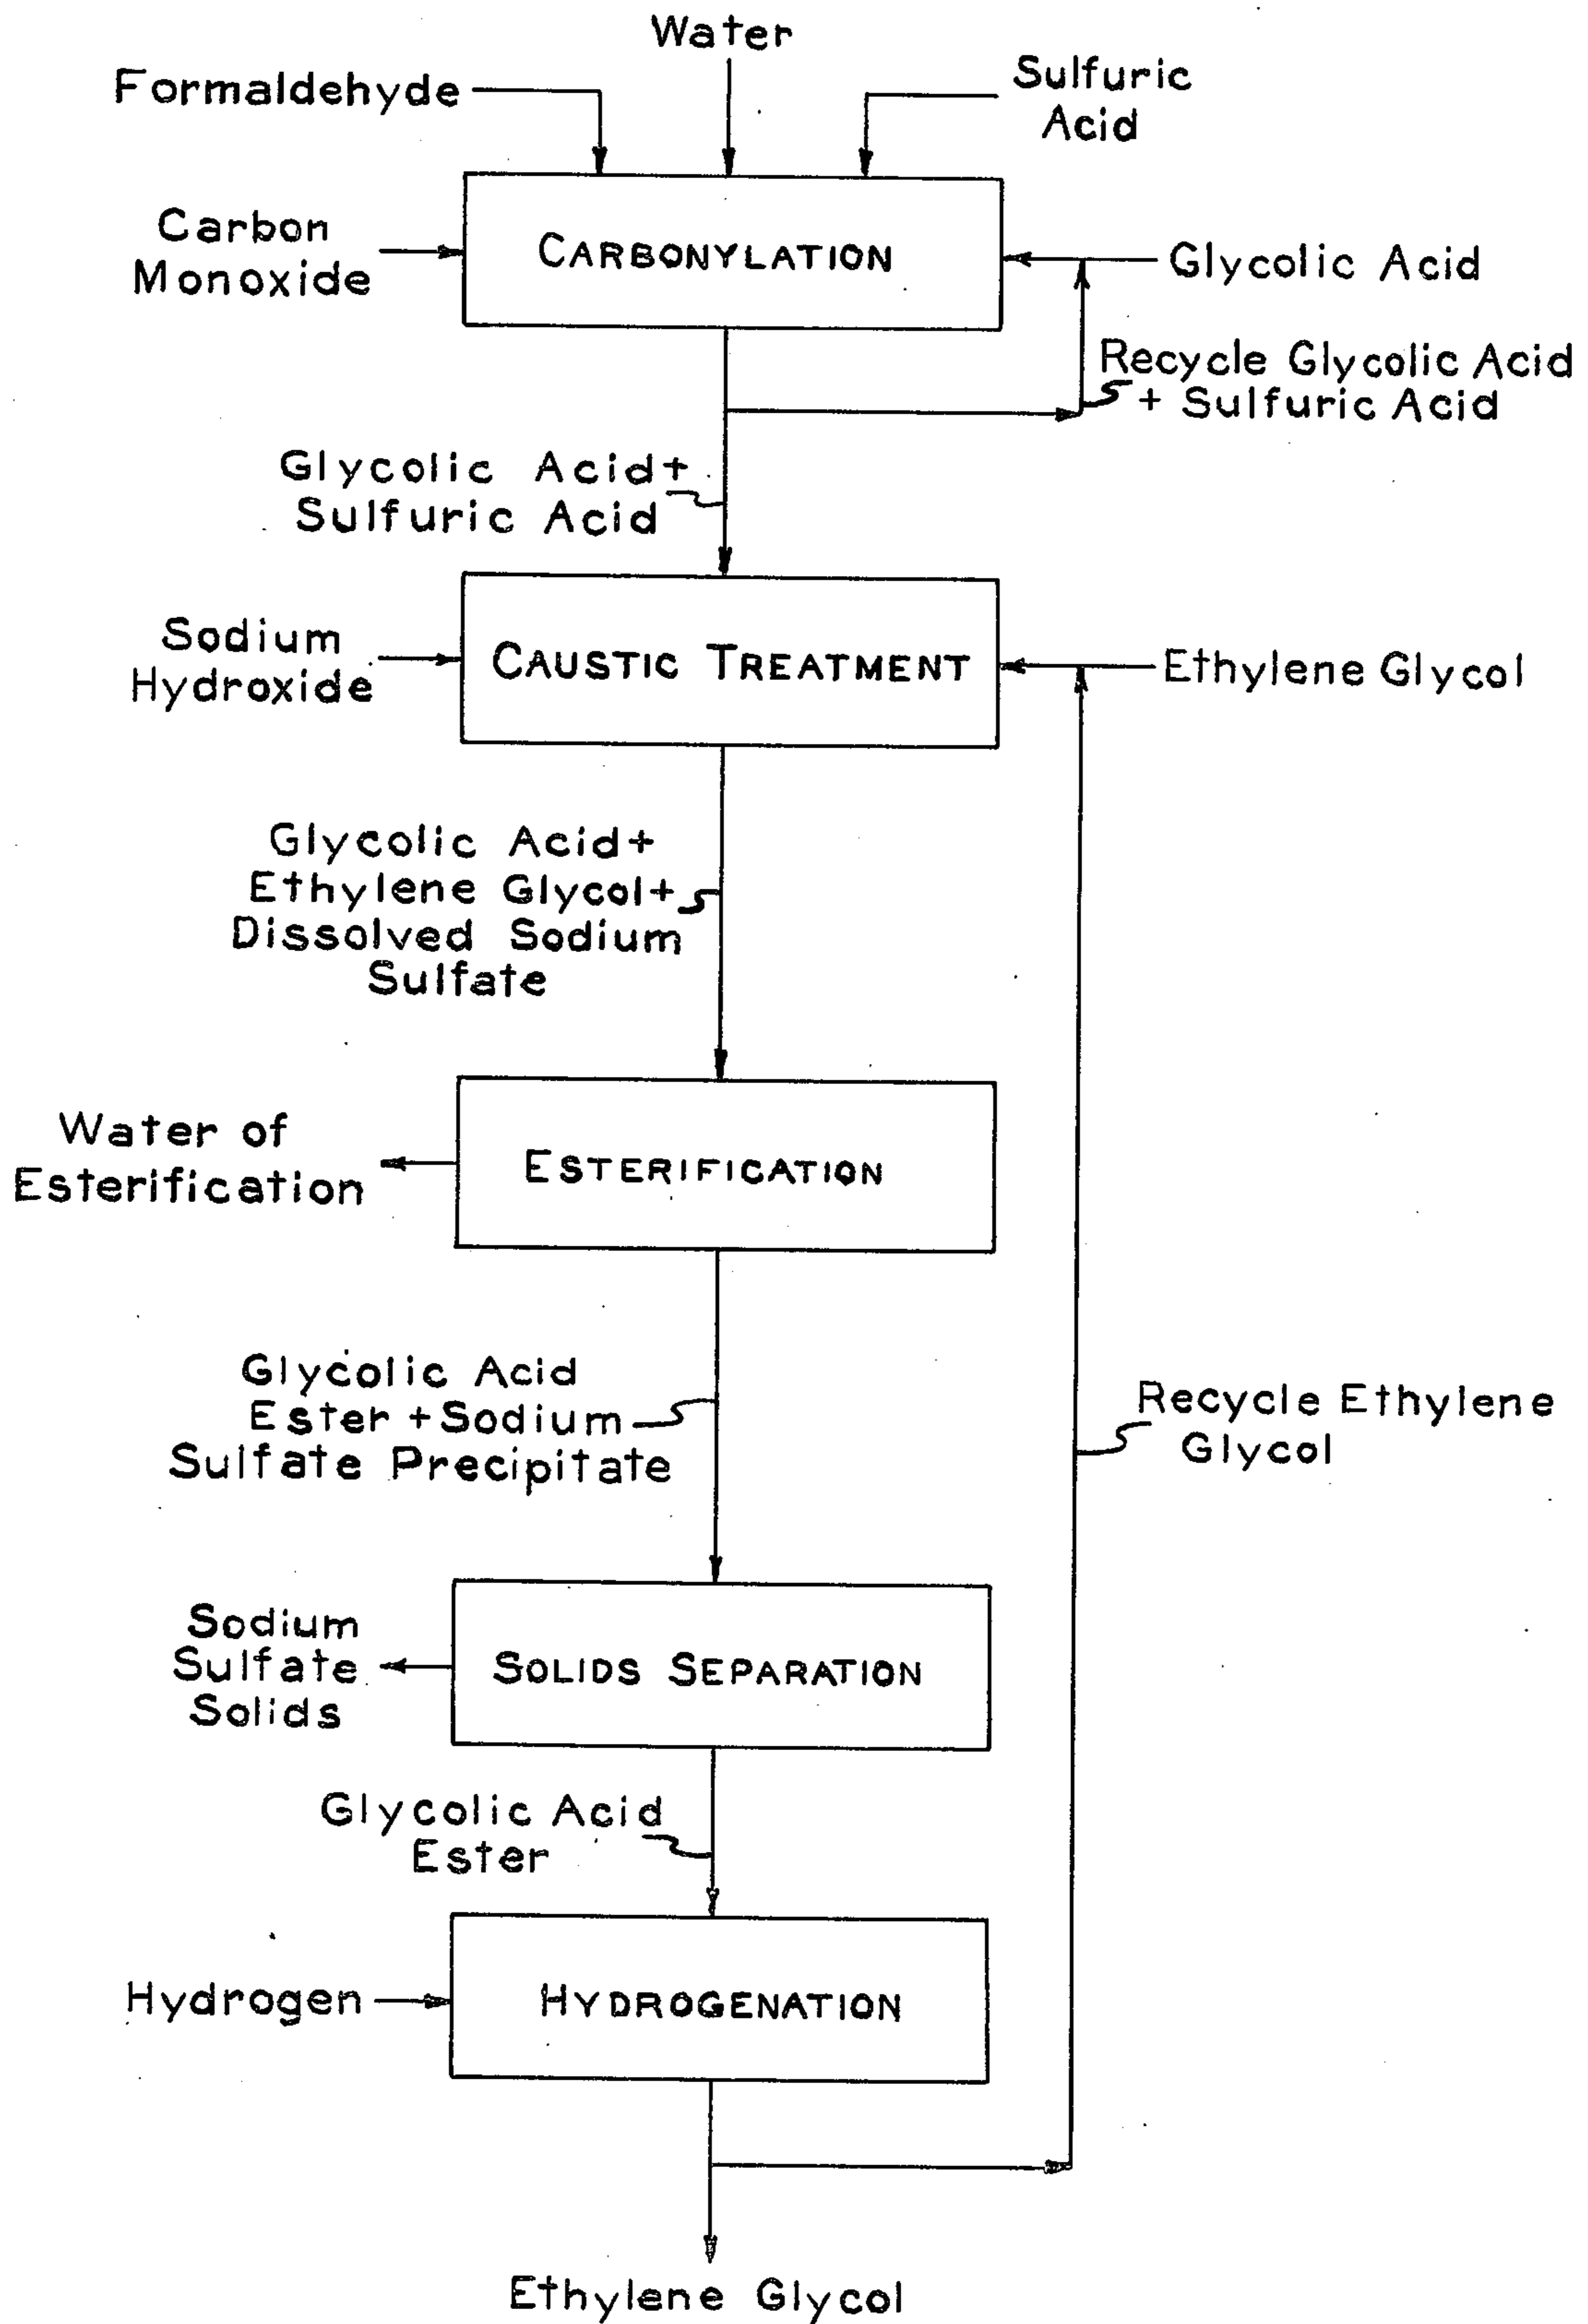 Water
Formaldehyde
Sulfuric
Acid
Carbon
Monoxide
CARBONYLATION
Glycolic Acid
Recycle Glycolic Acid
+ Sulfuric Acid
Glycolic Acid+
Sulfuric Acid
Sodium
Hydroxide
CAUSTIC TREATMENT
Ethylene Glycol
Glycolic Acid+
Ethylene Glycol+
Dissolved Sodium
Sulfate
Water of
Esterification
ESTERIFICATION
Glycolic Acid
Ester +Sodium
Sulfate Precipitate
Recycle Ethylene
Glycol
Sodium
Sulfate
Solids
SOLIDS SEPARATION
Glycolic Acid
Ester
Hydrogen
HYDROGENATION
Ethylene Glycol